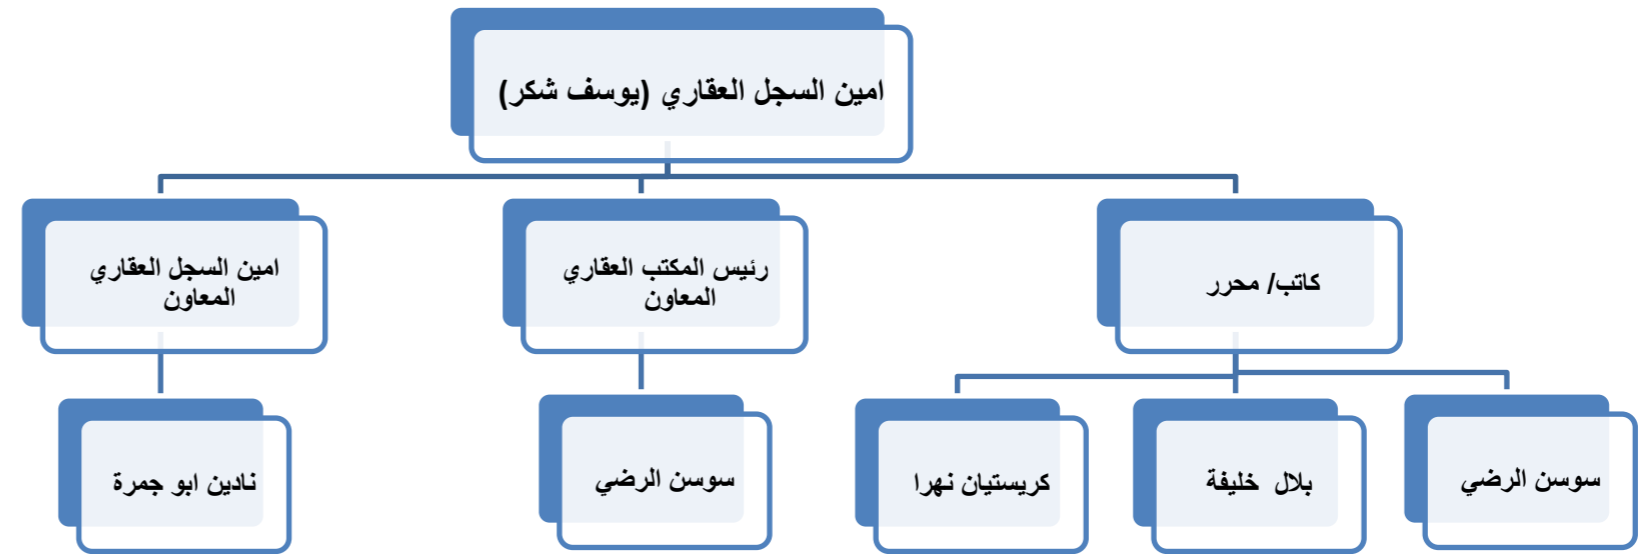 امين السجل العقاري (يوسف شكر)
كاتب/ محرر
رئيس المكتب العقاري
المعاون
امين السجل العقاري
المعاون
سوسن الرضي
بلال خليفة
كريستيان نهرا
سوسن الرضي
نادين ابو جمرة